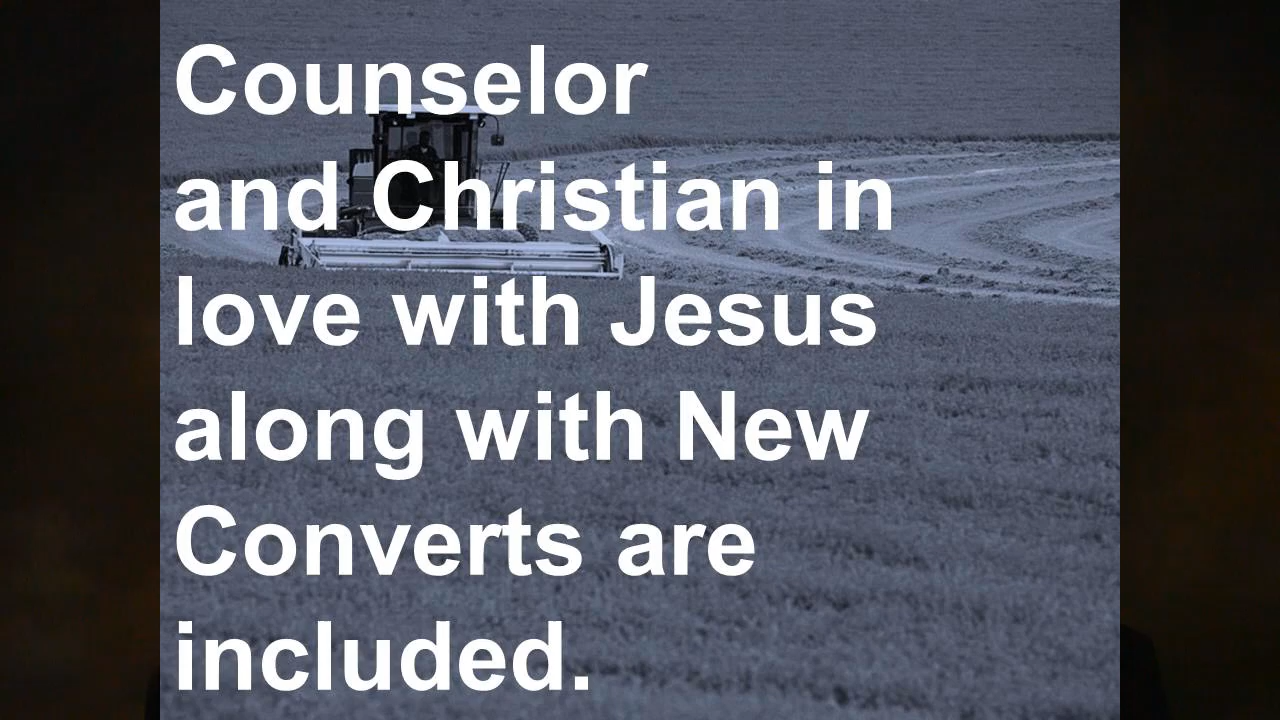 Counselor
and Christian in
love with Jesus
along with New
Converts are
included.